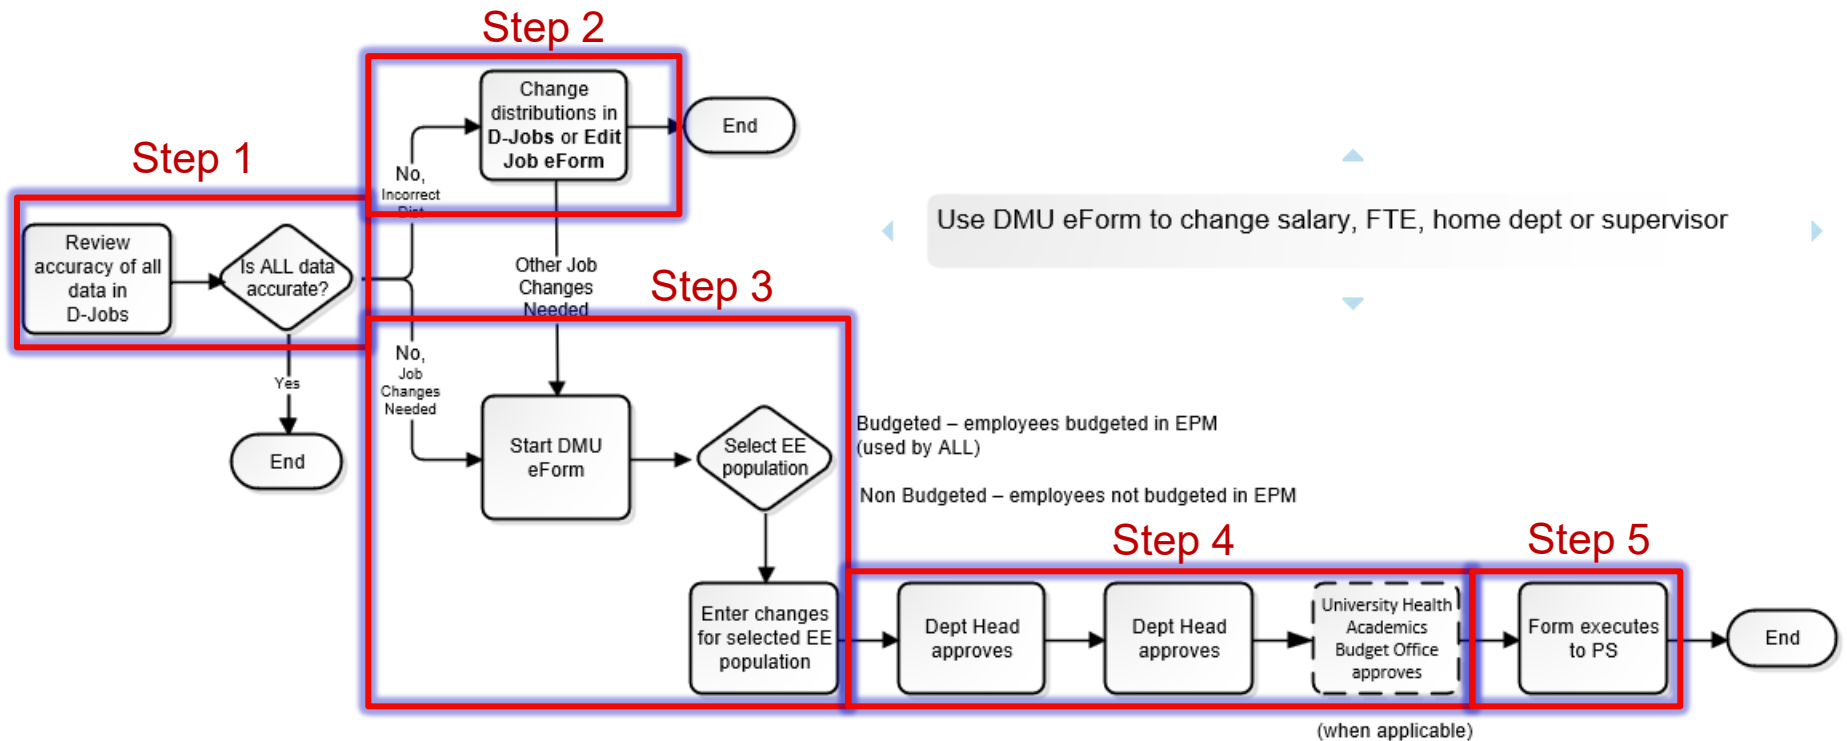 Step 1
Review
accuracy of all
data in
D-Jobs
Is ALL data
accurate?
Yes
End
Step 2
No,
Incorrect
Dist
Change
distributions in
D-Jobs or Edit
Job eForm
End
Other Job
Changes
Needed
Use DMU eForm to change salary, FTE, home dept or supervisor
Step 3
No,
Job
Changes
Needed
Start DMU
eForm
Select EE
population
Budgeted – employees budgeted in EPM
(used by ALL)
Non Budgeted – employees not budgeted in EPM
Enter changes
for selected EE
population
Step 4
Dept Head
approves
Dept Head
approves
University Health
Academics
Budget Office
approves
(when applicable)
Step 5
Form executes
to PS
End